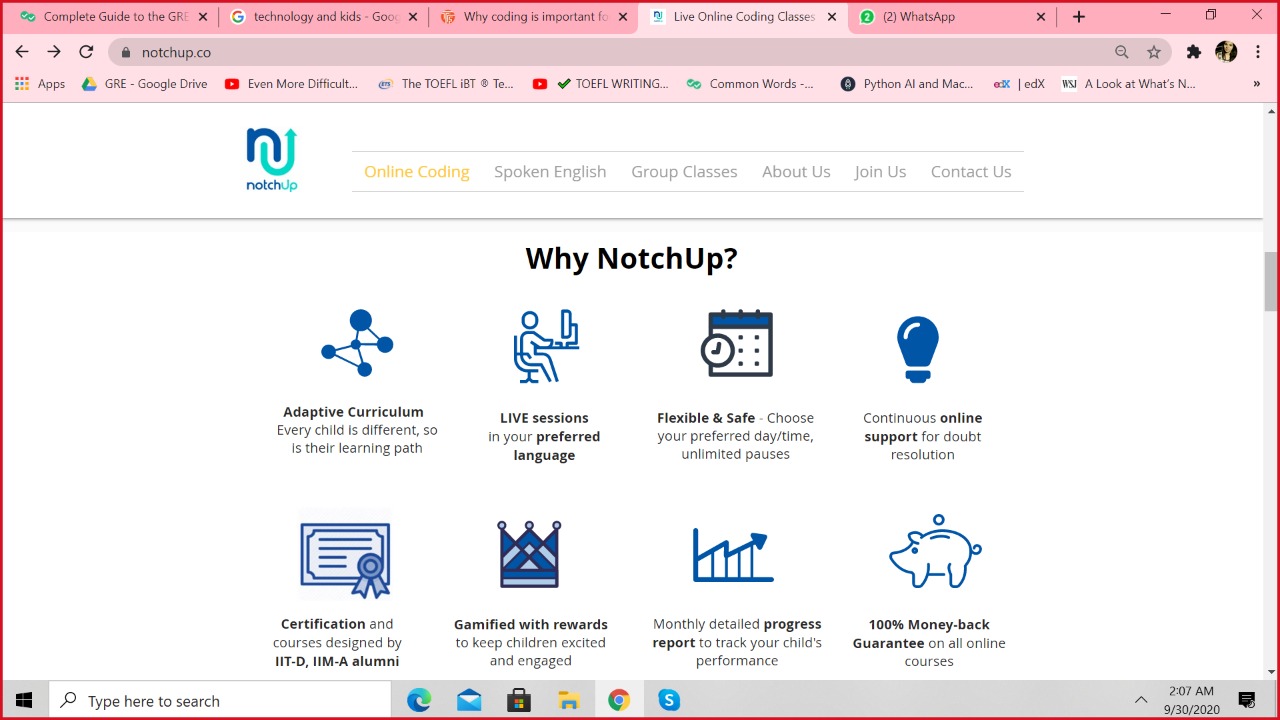 Complete Guide to the GRE
technology and kids - Goog
Why coding is important fo
Live Online Coding Classes
2
(2) WhatsApp
notchup.co
Apps
GRE - Google Drive
Even More Difficult...
ETS
The TOEFL iBT ® Te...
TOEFL WRITING...
Common Words -...
Python AI and Mac...
edX
| edX
WSJ
A Look at What's N...
»
notchUp
Online Coding
Spoken English
Group Classes
About Us
Join Us
Contact Us
Why NotchUp?
Adaptive Curriculum
Every child is different, so
is their learning path
LIVE sessions
in your preferred
language
Flexible & Safe - Choose
your preferred day/time,
unlimited pauses
Continuous online
support for doubt
resolution
Certification and
courses designed by
IIT-D, IIM-A alumni
Gamified with rewards
to keep children excited
and engaged
Monthly detailed progress
report to track your child's
performance
100% Money-back
Guarantee on all online
courses
Type here to search
2:07 AM
9/30/2020